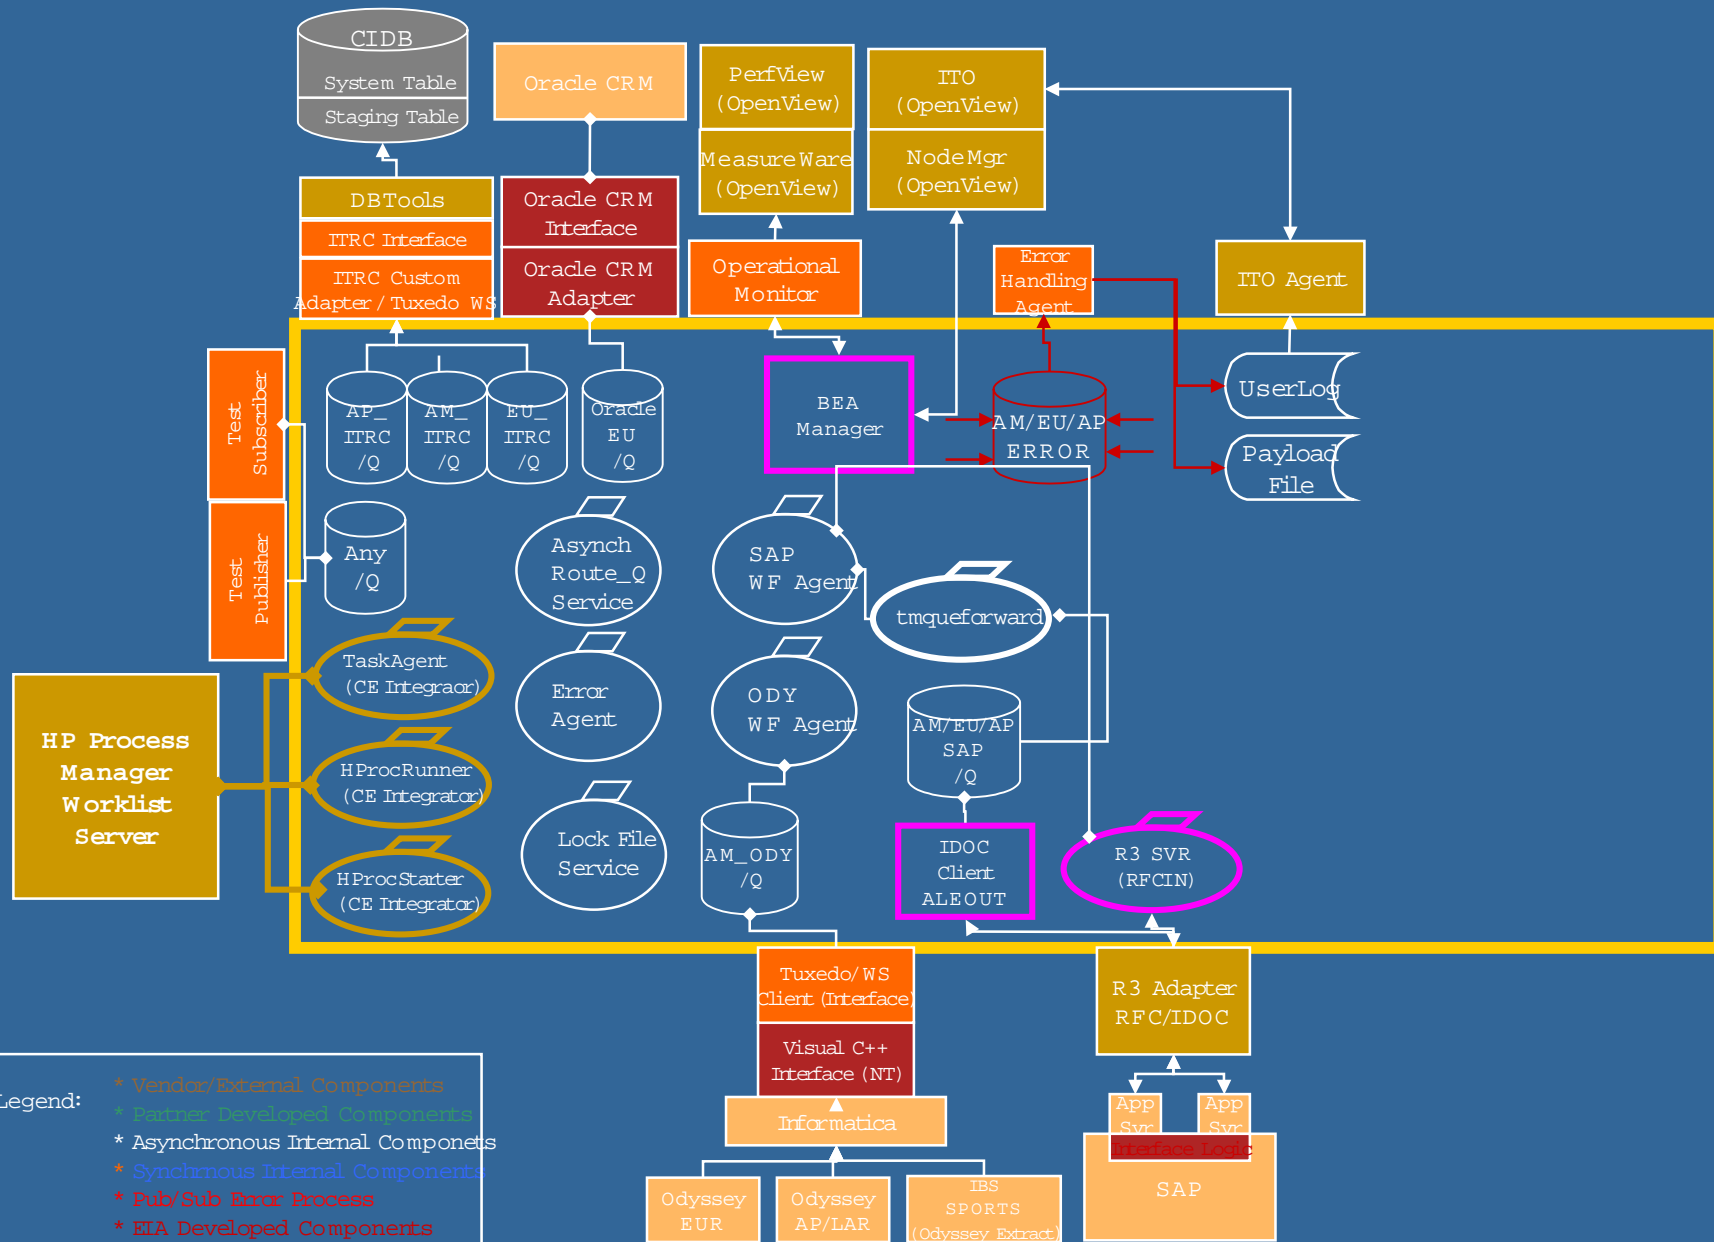 CIDB
System Table
Staging Table
Oracle CRM
PerfView
(OpenView)
MeasureWare
(OpenView)
ITO
(OpenView)
NodeMgr
(OpenView)
DBTools
ITRC Interface
ITRC Custom
Adapter/Tuxedo WS
Oracle CRM
Interface
Oracle CRM
Adapter
Operational
Monitor
Error
Handling
Agent
ITO Agent
Test
Subscriber
Test
Publisher
AP_
ITRC
/Q
AM_
ITRC
/Q
EU_
ITRC
/Q
Oracle
EU
/Q
BEA
Manager
AM/EU/AP
ERROR
UserLog
Payload
File
Any
/Q
Asynch
Route_Q
Service
SAP
WF Agent
tmqueforward
TaskAgent
(CE Integraor)
Error
Agent
ODY
WF Agent
AM/EU/AP
SAP
/Q
HP Process
Manager
Worklist
Server
HProcRunner
(CE Integrator)
HProcStarter
(CE Integrator)
Lock File
Service
AM_ODY
/Q
IDOC
Client
ALEOUT
R3 SVR
(RFCIN)
Tuxedo/WS
Client (Interface)
Visual C++
Interface (NT)
Informatica
R3 Adapter
RFC/IDOC
App
Svr
App
Svr
Interface Logic
SAP
Odyssey
EUR
Odyssey
AP/LAR
IBS
SPORTS
(Odyssey Extract)
Legend:
* Vendor/External Components
* Partner Developed Components
* Asynchronous Internal Componets
* Synchrnous Internal Components
* Pub/Sub Error Process
* EIA Developed Components